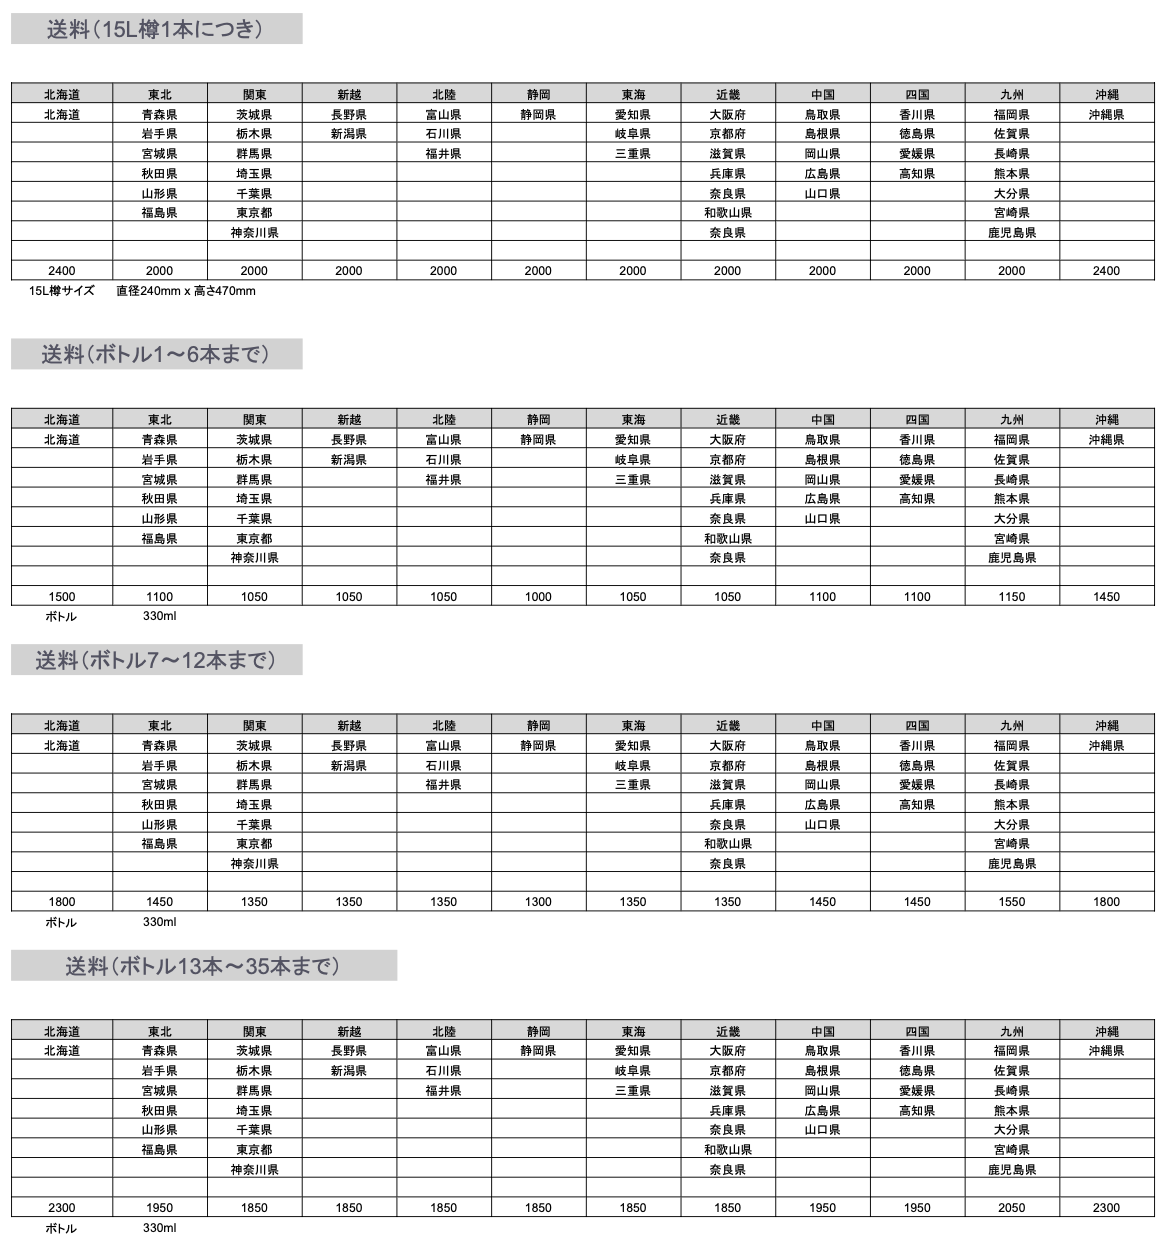 送料（15L樽1本につき）
北海道 東北 関東 新越 北陸 静岡 東海 近畿 中国 四国 九州 沖縄
北海道 青森県 茨城県 長野県 富山県 静岡県 愛知県 大阪府 鳥取県 香川県 福岡県 沖縄県
岩手県 栃木県 新潟県 石川県 岐阜県 京都府 島根県 徳島県 佐賀県
宮城県 群馬県 福井県 三重県 滋賀県 岡山県 愛媛県 長崎県
秋田県 埼玉県 兵庫県 広島県 高知県 熊本県
山形県 千葉県 奈良県 山口県 大分県
福島県 東京都 和歌山県 宮崎県
神奈川県 奈良県 鹿児島県
2400 2000 2000 2000 2000 2000 2000 2000 2000 2000 2000 2400
15L樽サイズ 直径240mm x 高さ470mm
送料（ボトル1～6本まで）
北海道 東北 関東 新越 北陸 静岡 東海 近畿 中国 四国 九州 沖縄
北海道 青森県 茨城県 長野県 富山県 静岡県 愛知県 大阪府 鳥取県 香川県 福岡県 沖縄県
岩手県 栃木県 新潟県 石川県 岐阜県 京都府 島根県 徳島県 佐賀県
宮城県 群馬県 福井県 三重県 滋賀県 岡山県 愛媛県 長崎県
秋田県 埼玉県 兵庫県 広島県 高知県 熊本県
山形県 千葉県 奈良県 山口県 大分県
福島県 東京都 和歌山県 宮崎県
神奈川県 奈良県 鹿児島県
1500 1100 1050 1050 1050 1000 1050 1050 1100 1100 1150 1450
ボトル 330ml
送料（ボトル7～12本まで）
北海道 東北 関東 新越 北陸 静岡 東海 近畿 中国 四国 九州 沖縄
北海道 青森県 茨城県 長野県 富山県 静岡県 愛知県 大阪府 鳥取県 香川県 福岡県 沖縄県
岩手県 栃木県 新潟県 石川県 岐阜県 京都府 島根県 徳島県 佐賀県
宮城県 群馬県 福井県 三重県 滋賀県 岡山県 愛媛県 長崎県
秋田県 埼玉県 兵庫県 広島県 高知県 熊本県
山形県 千葉県 奈良県 山口県 大分県
福島県 東京都 和歌山県 宮崎県
神奈川県 奈良県 鹿児島県
1800 1450 1350 1350 1350 1300 1350 1350 1450 1450 1550 1800
ボトル 330ml
送料（ボトル13本～35本まで）
北海道 東北 関東 新越 北陸 静岡 東海 近畿 中国 四国 九州 沖縄
北海道 青森県 茨城県 長野県 富山県 静岡県 愛知県 大阪府 鳥取県 香川県 福岡県 沖縄県
岩手県 栃木県 新潟県 石川県 岐阜県 京都府 島根県 徳島県 佐賀県
宮城県 群馬県 福井県 三重県 滋賀県 岡山県 愛媛県 長崎県
秋田県 埼玉県 兵庫県 広島県 高知県 熊本県
山形県 千葉県 奈良県 山口県 大分県
福島県 東京都 和歌山県 宮崎県
神奈川県 奈良県 鹿児島県
2300 1950 1850 1850 1850 1850 1850 1850 1950 1950 2050 2300
ボトル 330ml